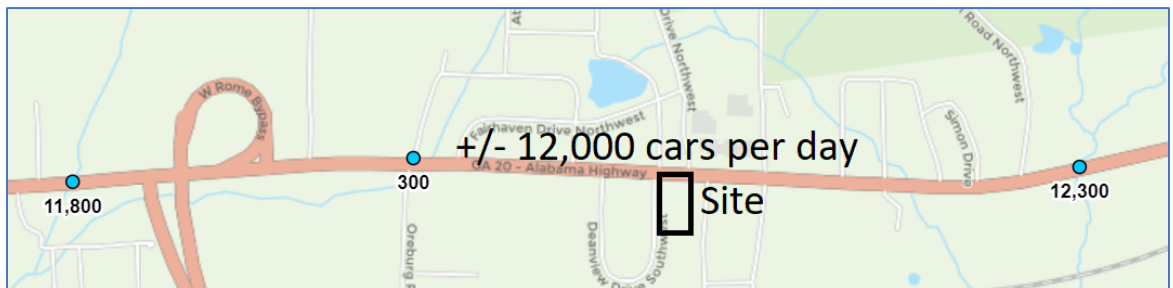 Drive Northwest
Road Northwest
W Rome Bypass
Fairhaven Drive Northwest
Simon Drive
+/- 12,000 cars per day
GA 20 - Alabama Highway
300
12,300
11,800
Site
Deanview Drive Southwest
Oreburg